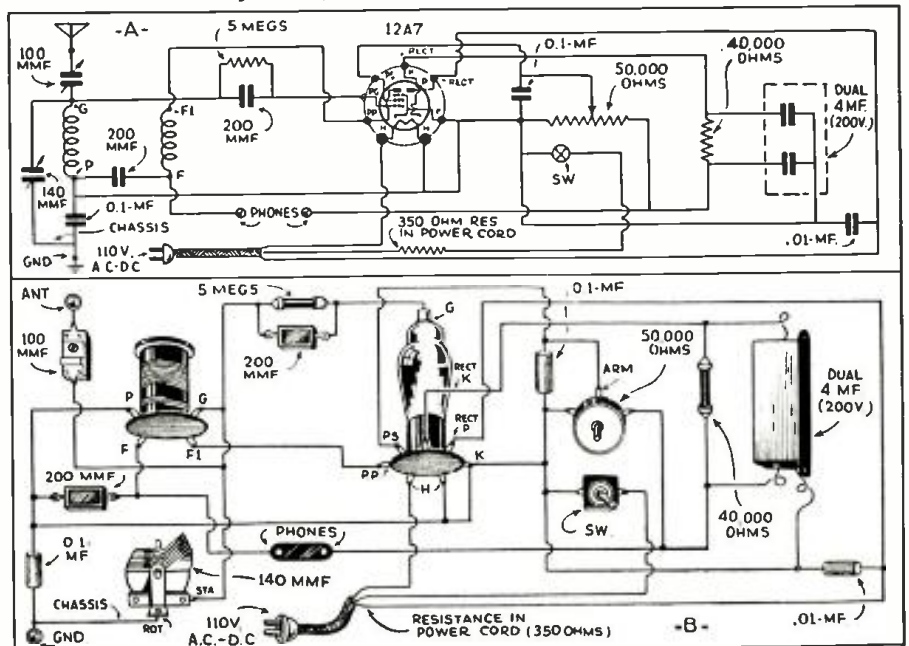 -A-
5 MEGS
12A7
RECT
0.1-MF
40,000
OHMS
50,000
OHMS
100
MMF
G
F1
PG
PP
P
K
RECT
H
H
200
MMF
200
MMF
DUAL
4 MF.
(200V.)
P
F
SW
140
MMF
0.1-MF
CHASSIS
PHONES
350 OHM RES
IN POWER CORD
.01-MF.
GND
110V.
A.C-D.C
ANT
5 MEGS
0.1-MF
G
100
MMF
200
MMF
50,000
OHMS
RECT
K
ARM
DUAL
4 MF
(200V.)
P
G
RECT
P
PS
F
F1
PP
K
H
200 MMF
SW.
40,000
OHMS
PHONES
0.1
MF
140 MMF
STA
CHASSIS
ROT
110V,
A.C.-D.C
RESISTANCE IN
POWER CORD (350 OHMS)
-B-
.01-MF
GND